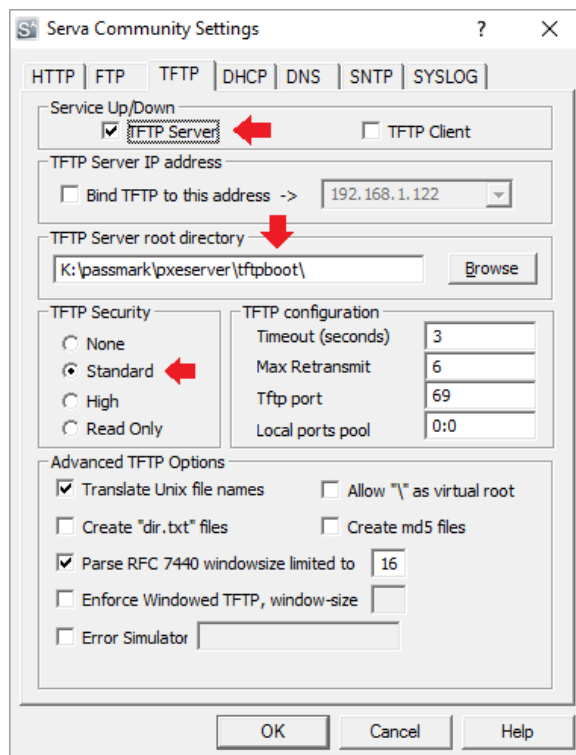 Serva Community Settings ? ×
HTTP FTP TFTP DHCP DNS SNTP SYSLOG
Service Up/Down
TFTP Server TFTP Client
TFTP Server IP address
Bind TFTP to this address -> 192.168.1.122
TFTP Server root directory
K:\passmark\pxeserver\tftpboot\ Browse
TFTP Security TFTP configuration
None Timeout (seconds) 3
Standard Max Retransmit 6
High Tftp port 69
Read Only Local ports pool 0:0
Advanced TFTP Options
Translate Unix file names Allow "\" as virtual root
Create "dir.txt" files Create md5 files
Parse RFC 7440 windowsize limited to 16
Enforce Windowed TFTP, window-size
Error Simulator
OK Cancel Help